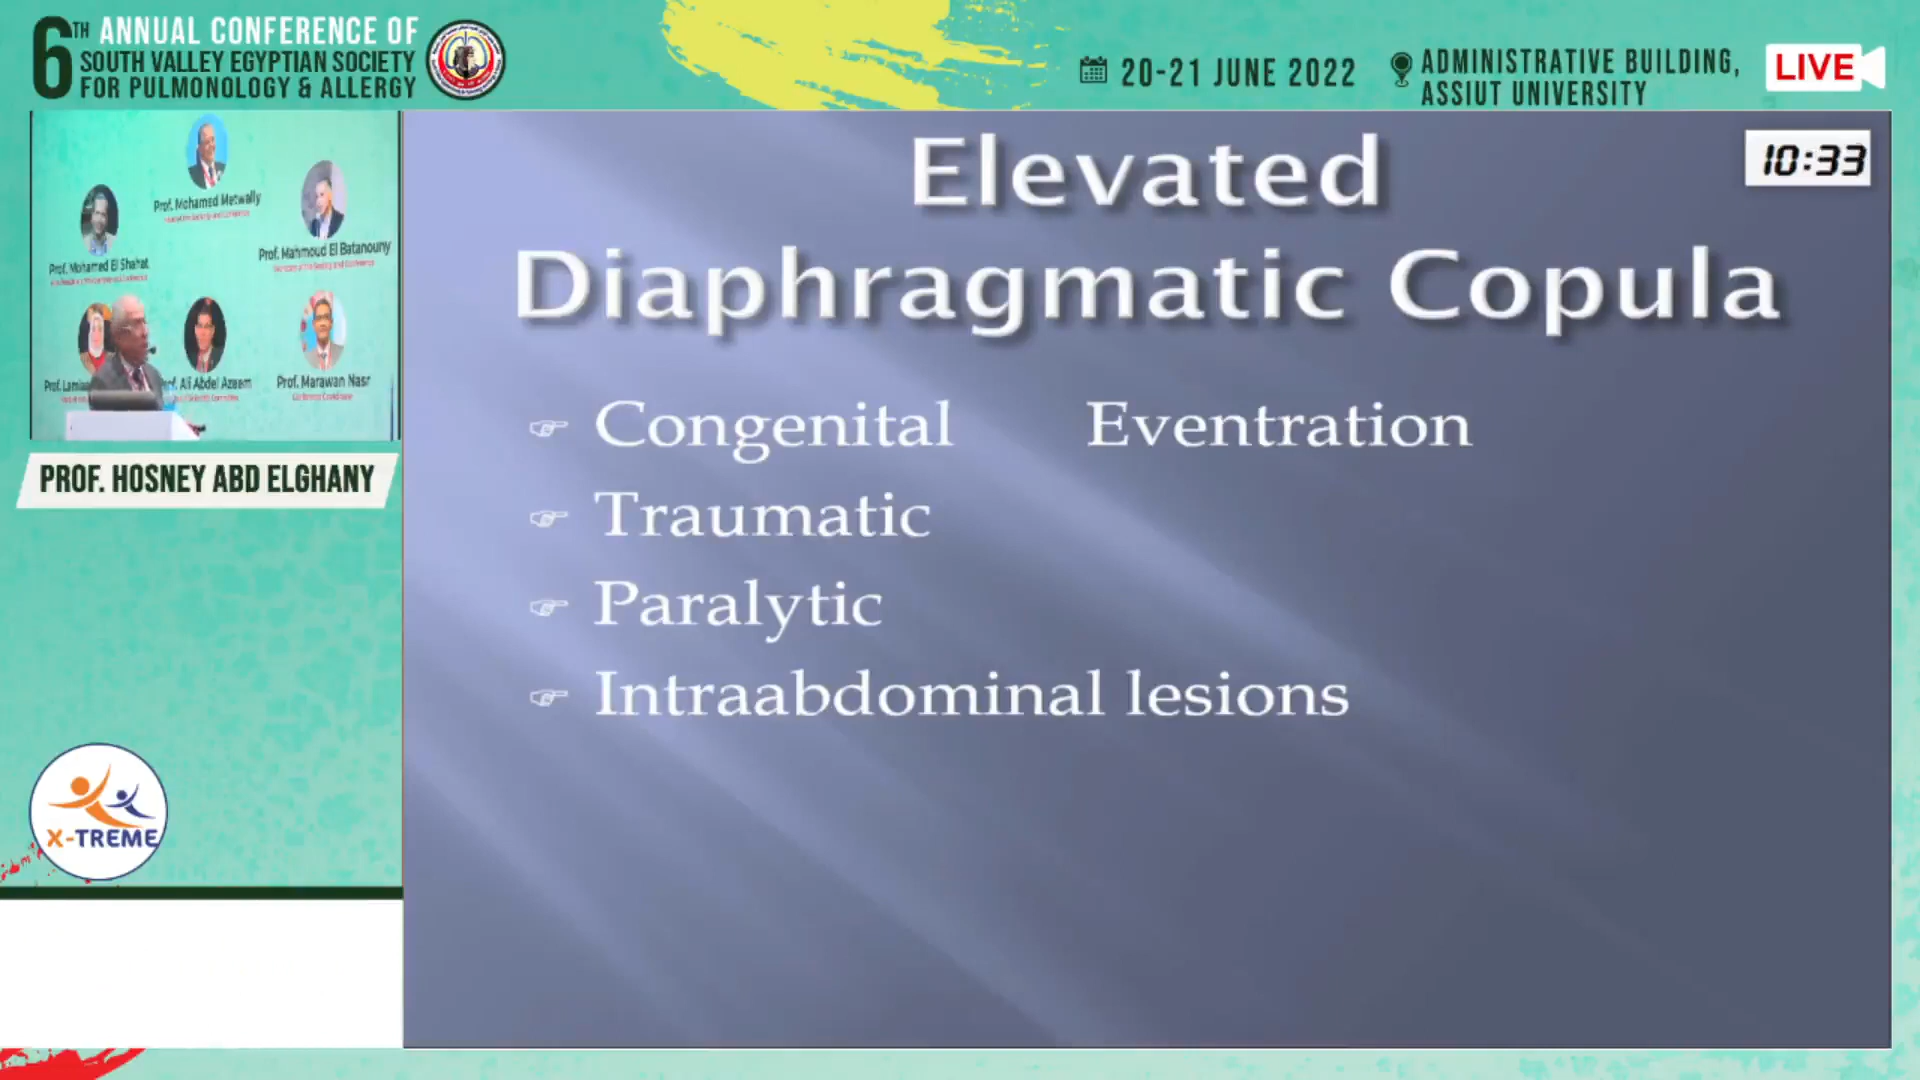 6TH ANNUAL CONFERENCE OF
SOUTH VALLEY EGYPTIAN SOCIETY
FOR PULMONOLOGY & ALLERGY
20-21 JUNE 2022
ADMINISTRATIVE BUILDING,
ASSIUT UNIVERSITY
LIVE
Prof. Mohamed Metwally
Prof. Mahmoud El Batanouny
Prof. Mohamed El Shahat
Prof. Ali Abdel Azeem
Prof. Marawan Nasr
PROF. HOSNEY ABD ELGHANY
X-TREME
10:33
Elevated
Diaphragmatic Copula
Congenital Eventration
Traumatic
Paralytic
Intraabdominal lesions